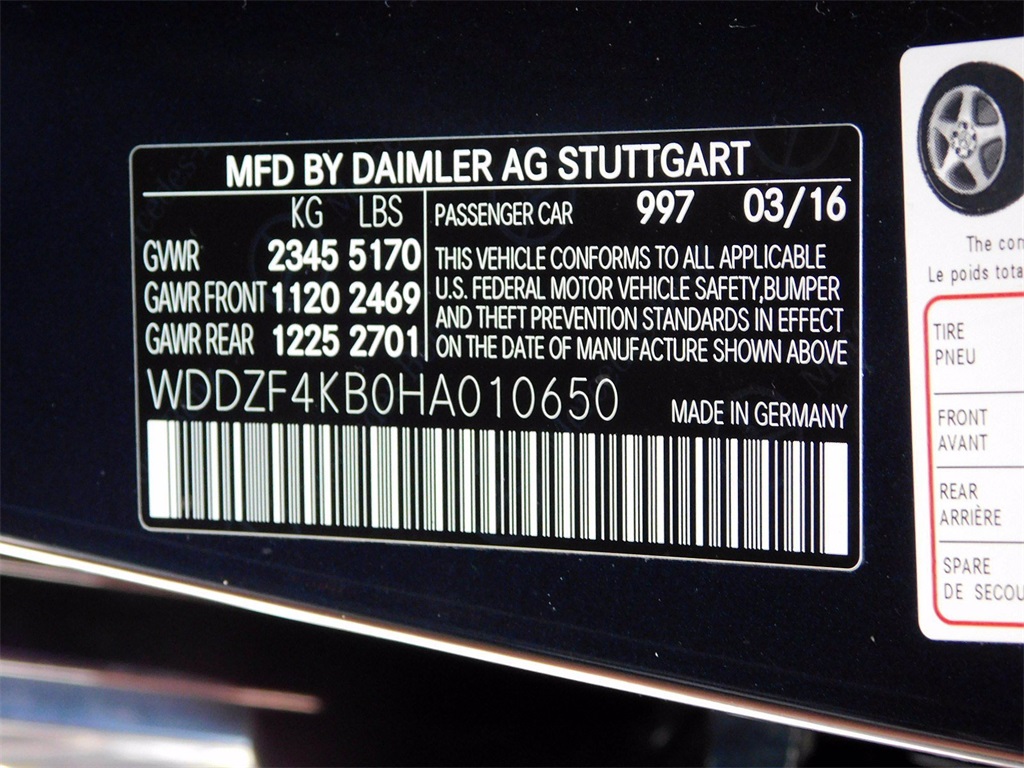 MFD BY DAIMLER AG STUTTGART
KG LBS
GVWR 2345 5170
GAWR FRONT 1120 2469
GAWR REAR 1225 2701
PASSENGER CAR 997 03/16
THIS VEHICLE CONFORMS TO ALL APPLICABLE
U.S. FEDERAL MOTOR VEHICLE SAFETY,BUMPER
AND THEFT PREVENTION STANDARDS IN EFFECT
ON THE DATE OF MANUFACTURE SHOWN ABOVE
WDDZF4KB0HA010650
MADE IN GERMANY
The com
Le poids tota
TIRE
PNEU
FRONT
AVANT
REAR
ARRIÈRE
SPARE
DE SECOU